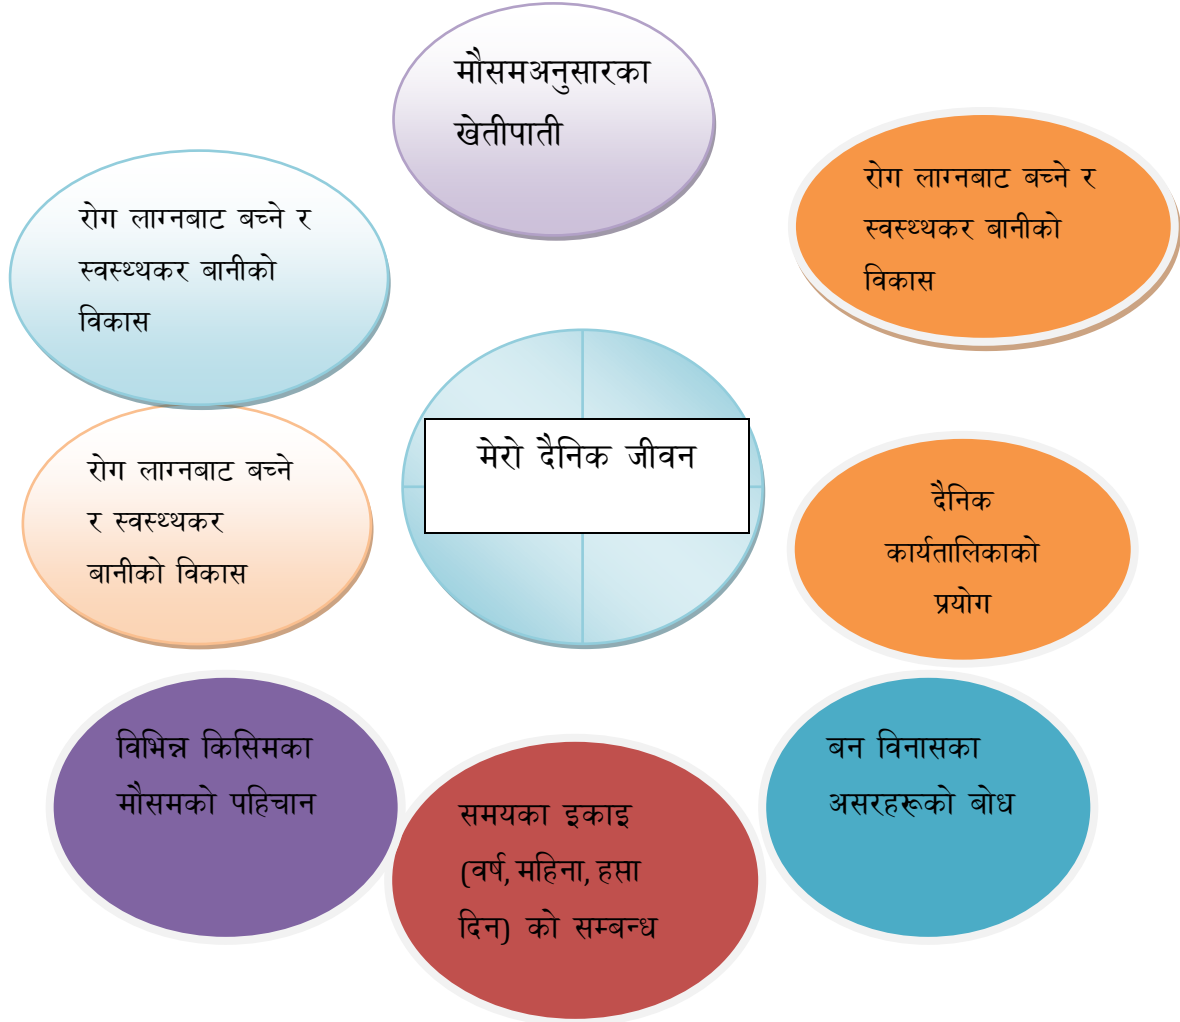 मौसमअनुसारका
खेतीपाती
रोग लाग्नबाट बच्ने र
स्वस्थ्थकर बानीको
विकास
रोग लाग्नबाट बच्ने र
स्वस्थ्थकर बानीको
विकास
मेरो दैनिक जीवन
रोग लाग्नबाट बच्ने
र स्वस्थ्थकर
बानीको विकास
दैनिक
कार्यतालिकाको
प्रयोग
विभिन्न किसिमका
मौसमको पहिचान
समयका इकाइ
(वर्ष, महिना, हप्ता
दिन) को सम्बन्ध
बन विनासका
असरहरूको बोध